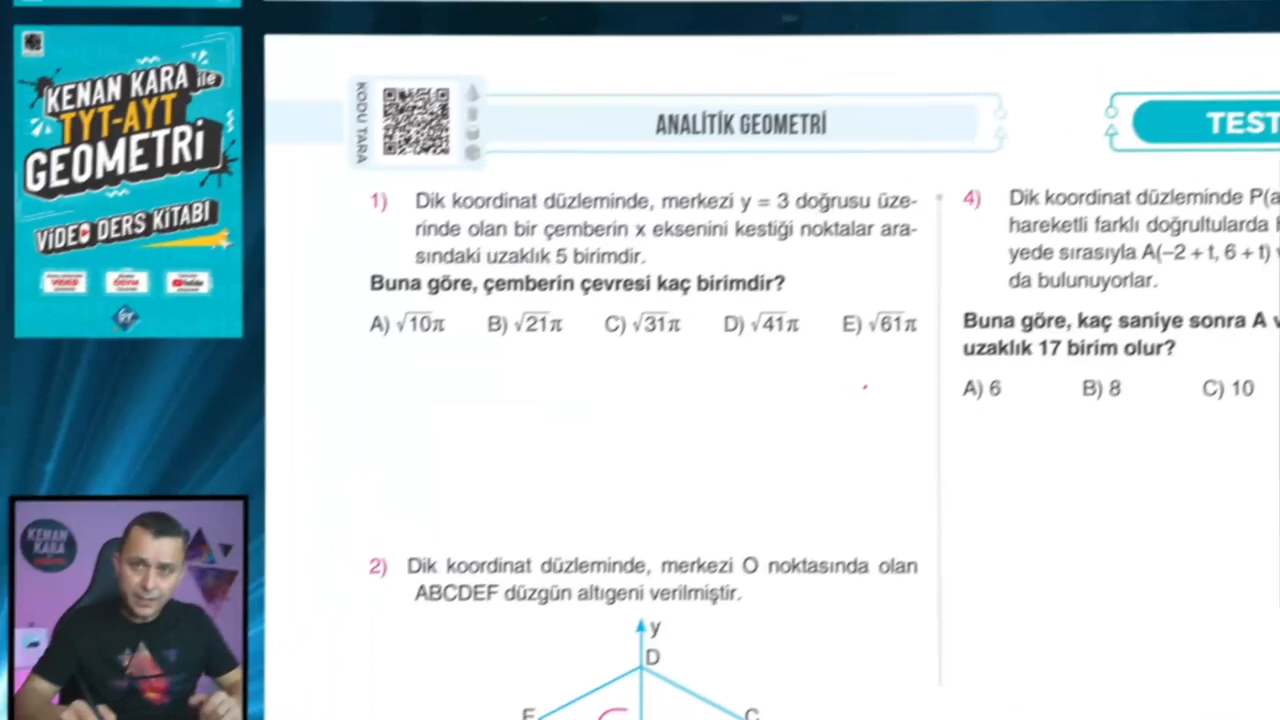 KENAN KARA ile
TYT-AYT
GEOMETRİ
VİDEO DERS KİTABI
KENAN
KARA
KODU TARA
ANALİTİK GEOMETRİ
TEST
1) Dik koordinat düzleminde, merkezi y = 3 doğrusu üze-
rinde olan bir çemberin x eksenini kestiği noktalar ara-
sındaki uzaklık 5 birimdir.
Buna göre, çemberin çevresi kaç birimdir?
A) √10π B) √21π C) √31π D) √41π E) √61π
2) Dik koordinat düzleminde, merkezi O noktasında olan
ABCDEF düzgün altıgeni verilmiştir.
y
D
E C
4) Dik koordinat düzleminde P(a
hareketli farklı doğrultularda
yede sırasıyla A(−2 + t, 6 + t)
da bulunuyorlar.
Buna göre, kaç saniye sonra A
uzaklık 17 birim olur?
A) 6 B) 8 C) 10